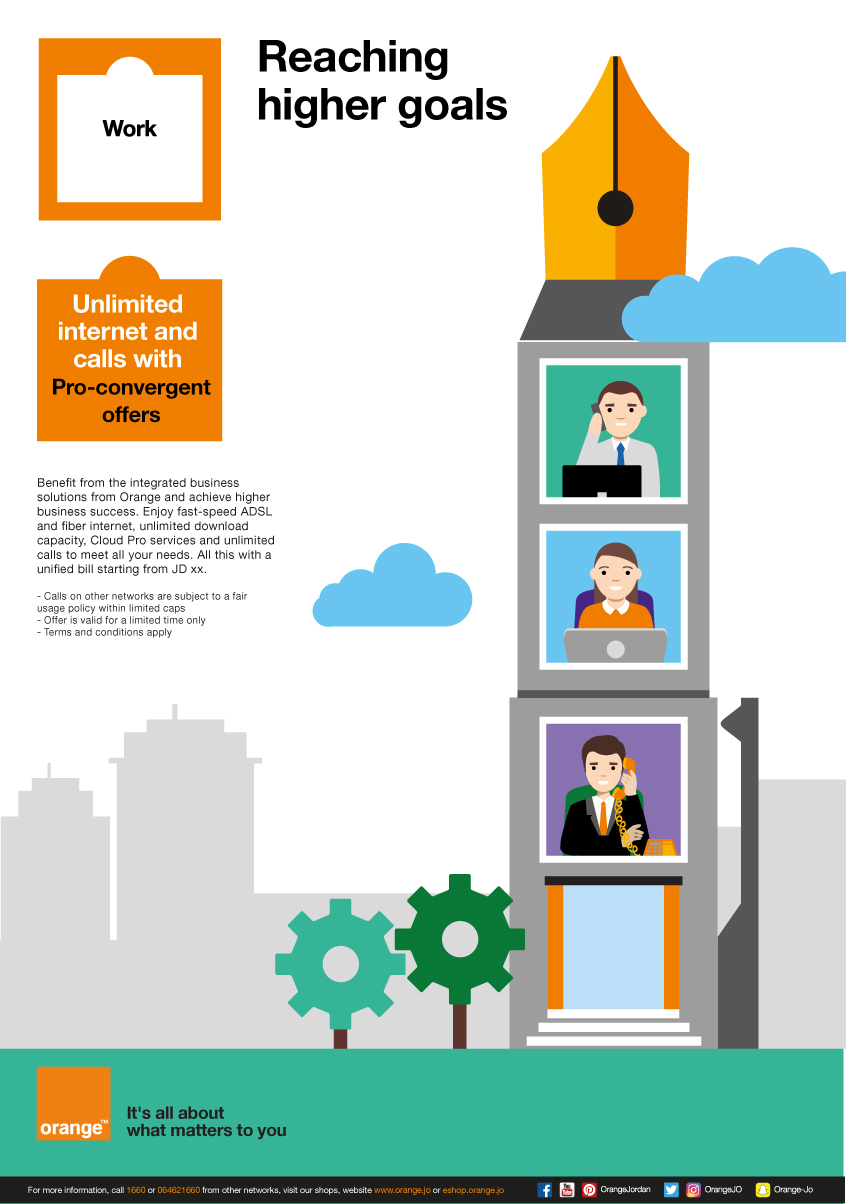 Reaching
higher goals
Work
Unlimited
internet and
calls with
Pro-convergent
offers
Benefit from the integrated business
solutions from Orange and achieve higher
business success. Enjoy fast-speed ADSL
and fiber internet, unlimited download
capacity, Cloud Pro services and unlimited
calls to meet all your needs. All this with a
unified bill starting from JD xx.
- Calls on other networks are subject to a fair
usage policy within limited caps
- Offer is valid for a limited time only
- Terms and conditions apply
orange™
It's all about
what matters to you
For more information, call 1660 or 064621660 from other networks, visit our shops, website www.orange.jo or eshop.orange.jo
You Tube OrangeJordan OrangeJO Orange-Jo